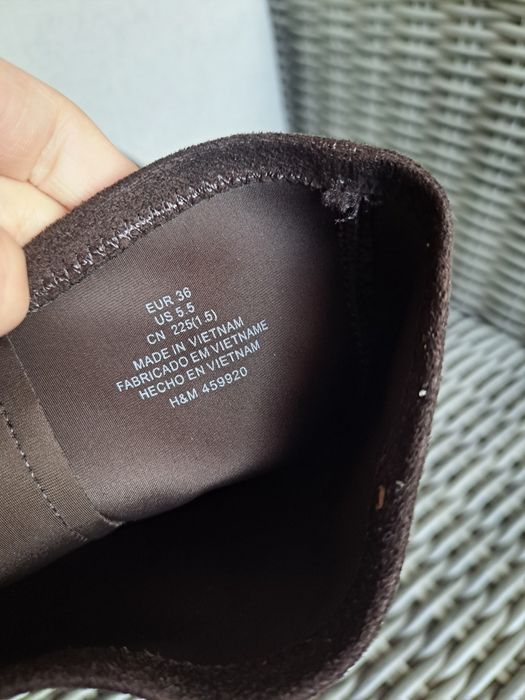 EUR 36
US 5.5
CN 225(1.5)
MADE IN VIETNAM
FABRICADO EM VIETNAME
HECHO EN VIETNAM
H&M 459920